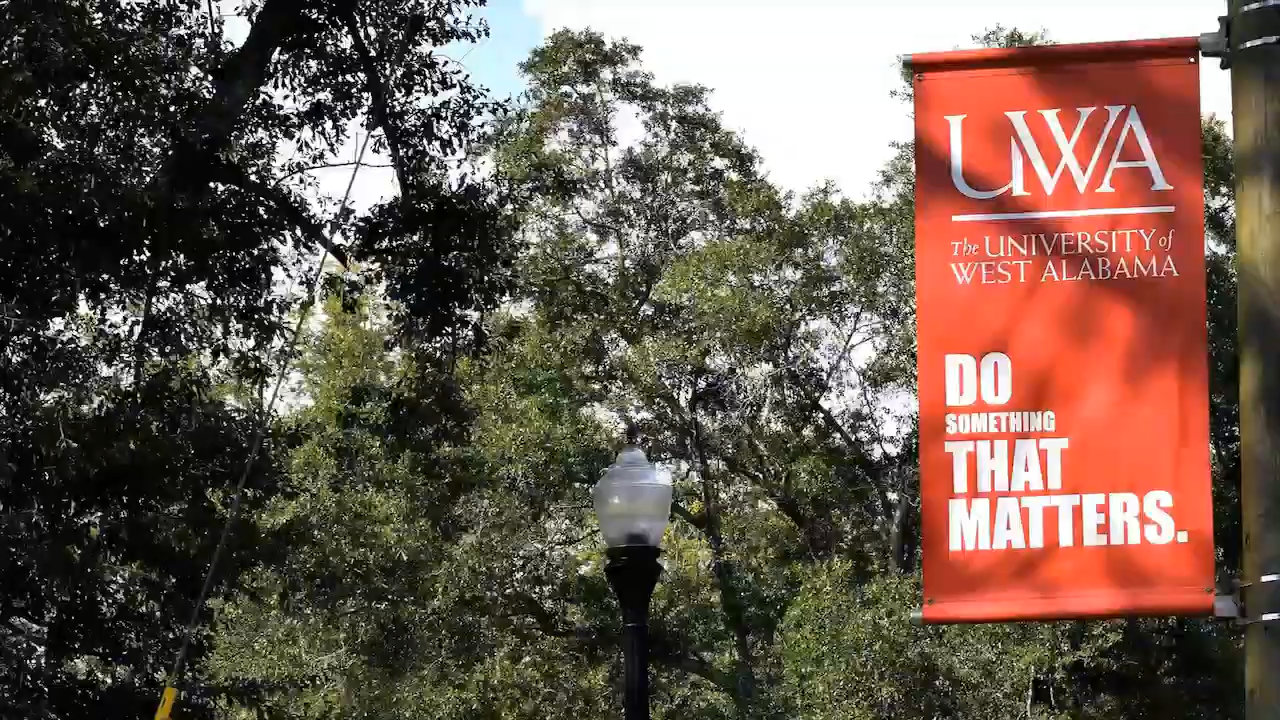 UWA
The UNIVERSITY of
WEST ALABAMA
DO
SOMETHING
THAT
MATTERS.